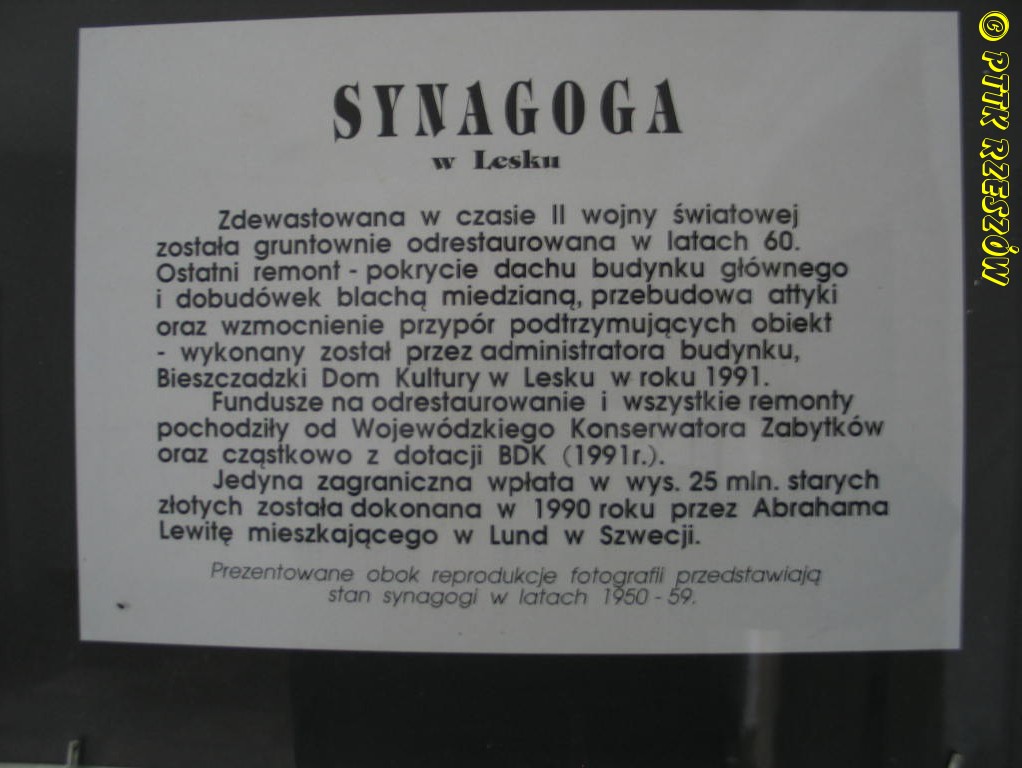 SYNAGOGA
w Lesku
Zdewastowana w czasie II wojny światowej
została gruntownie odrestaurowana w latach 60.
Ostatni remont - pokrycie dachu budynku głównego
i dobudówek blachą miedzianą, przebudowa attyki
oraz wzmocnienie przypór podtrzymujących obiekt
- wykonany został przez administratora budynku,
Bieszczadzki Dom Kultury w Lesku w roku 1991.
Fundusze na odrestaurowanie i wszystkie remonty
pochodziły od Wojewódzkiego Konserwatora Zabytków
oraz cząstkowo z dotacji BDK (1991r.).
Jedyna zagraniczna wpłata w wys. 25 mln. starych
złotych została dokonana w 1990 roku przez Abrahama
Lewitę mieszkającego w Lund w Szwecji.
Prezentowane obok reprodukcje fotografii przedstawiają
stan synagogi w latach 1950 - 59.
© PTTK RZESZÓW